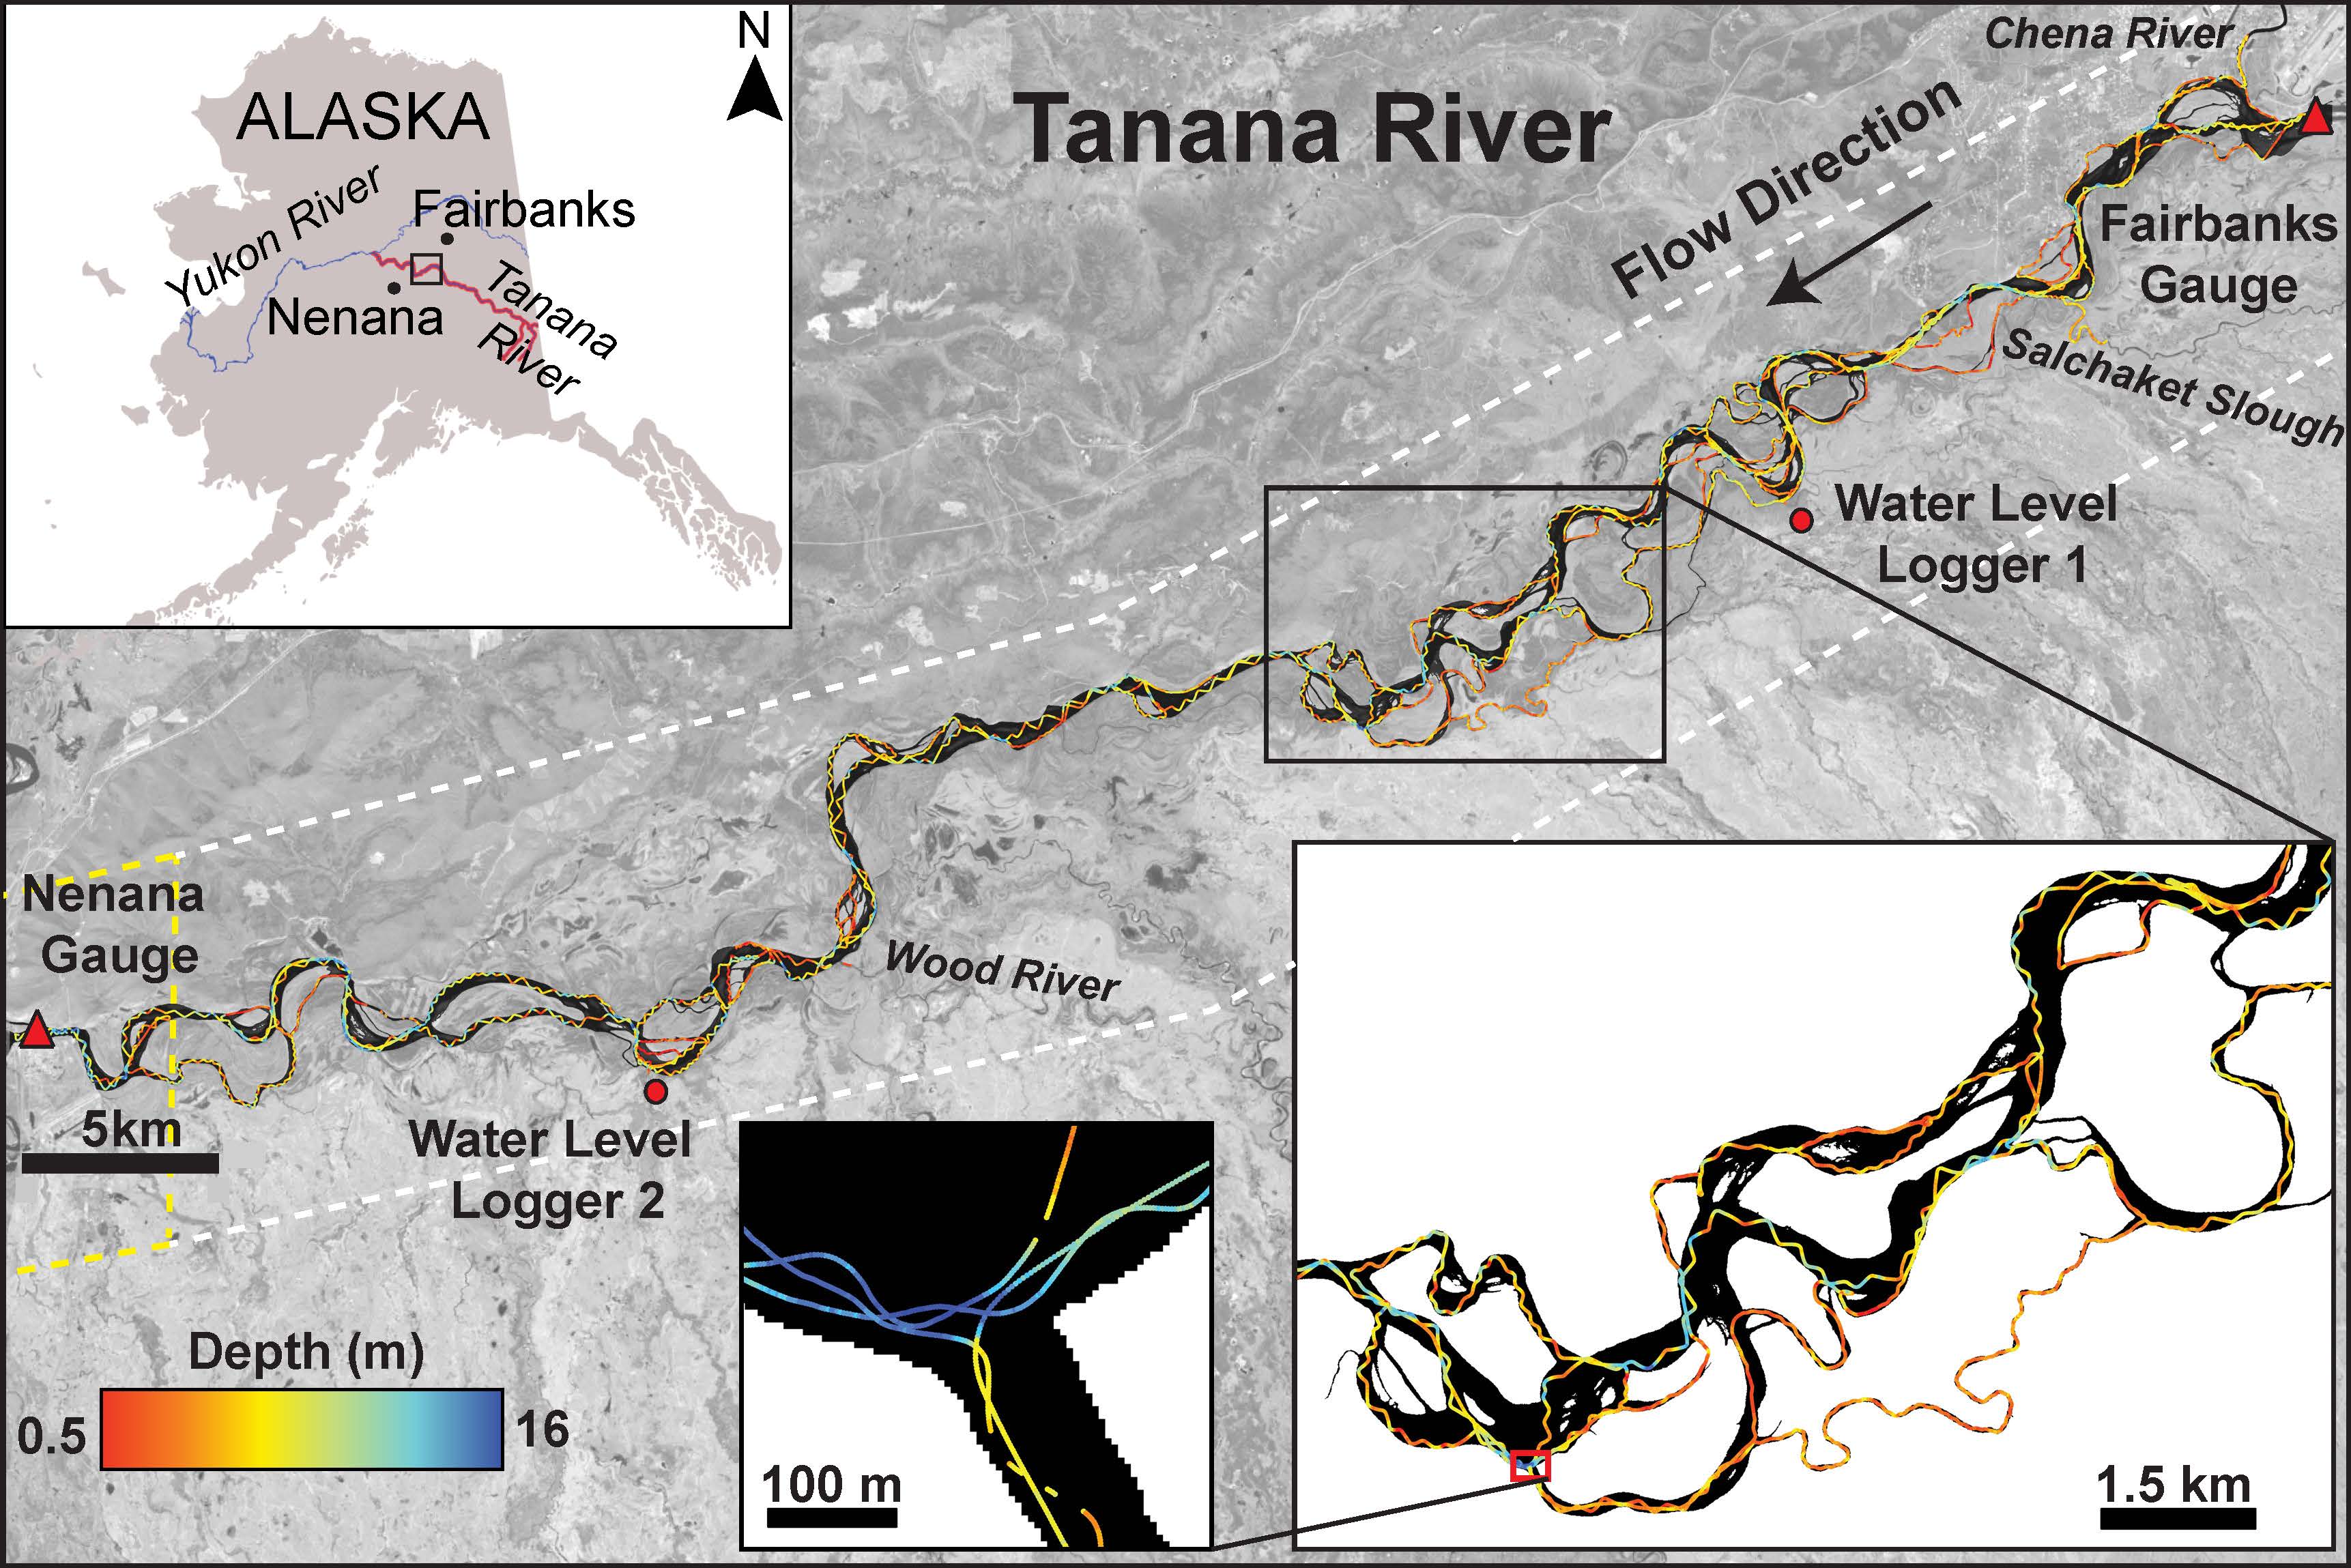 N
ALASKA
Fairbanks
Yukon River
Nenana
Tanana
River
Tanana River
Chena River
Flow Direction
Fairbanks
Gauge
Salchaket Slough
Water Level
Logger 1
Wood River
Nenana
Gauge
5km
Water Level
Logger 2
Depth (m)
0.5
16
100 m
1.5 km